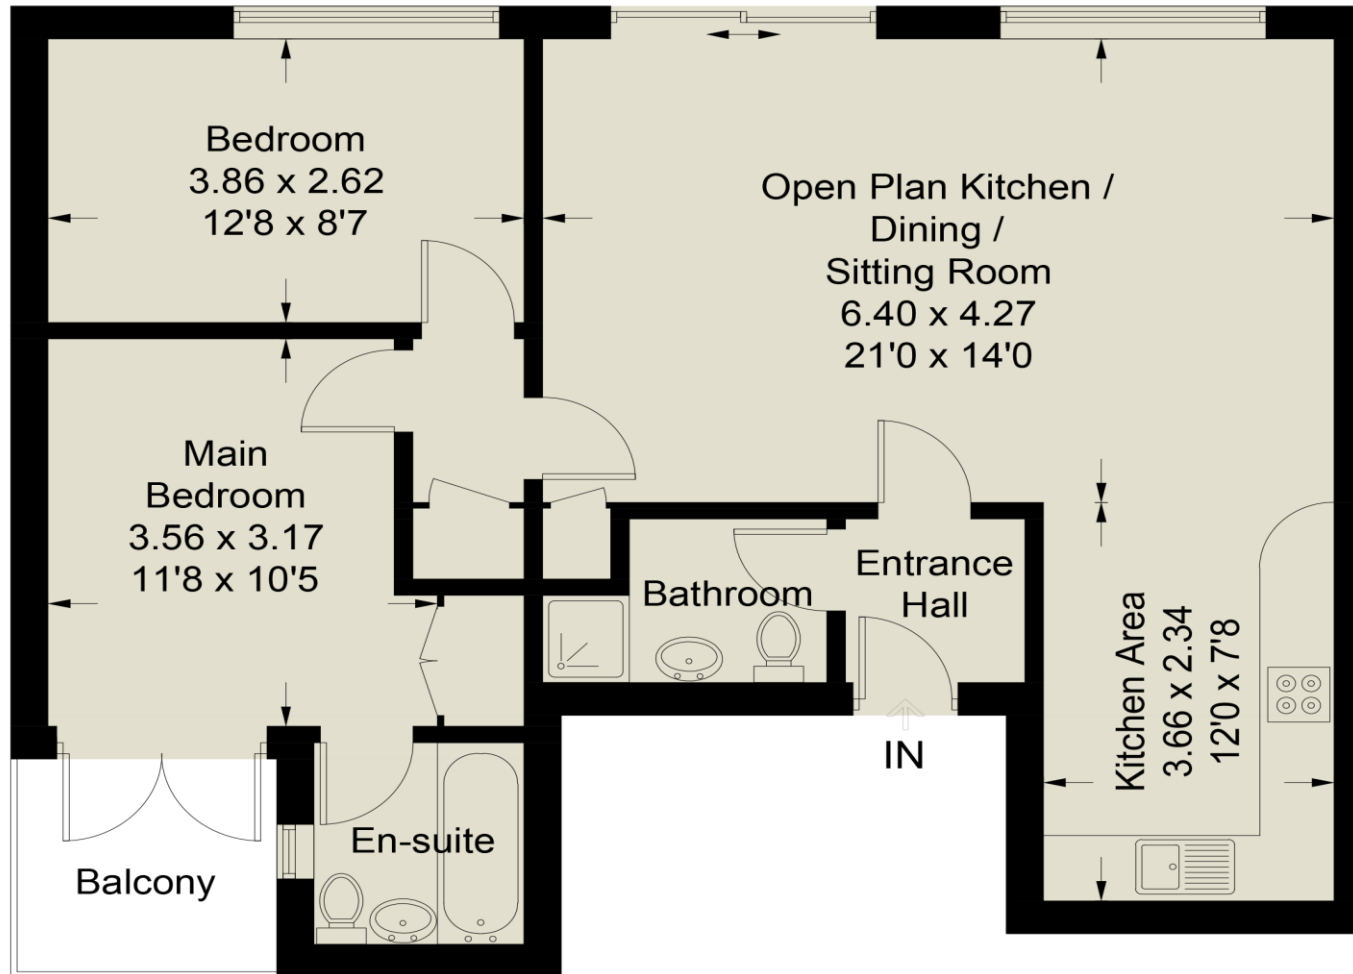 Bedroom
3.86 x 2.62
12'8 x 8'7
Open Plan Kitchen /
Dining /
Sitting Room
6.40 x 4.27
21'0 x 14'0
Main
Bedroom
3.56 x 3.17
11'8 x 10'5
Bathroom
Entrance
Hall
Kitchen Area
3.66 x 2.34
12'0 x 7'8
IN
En-suite
Balcony